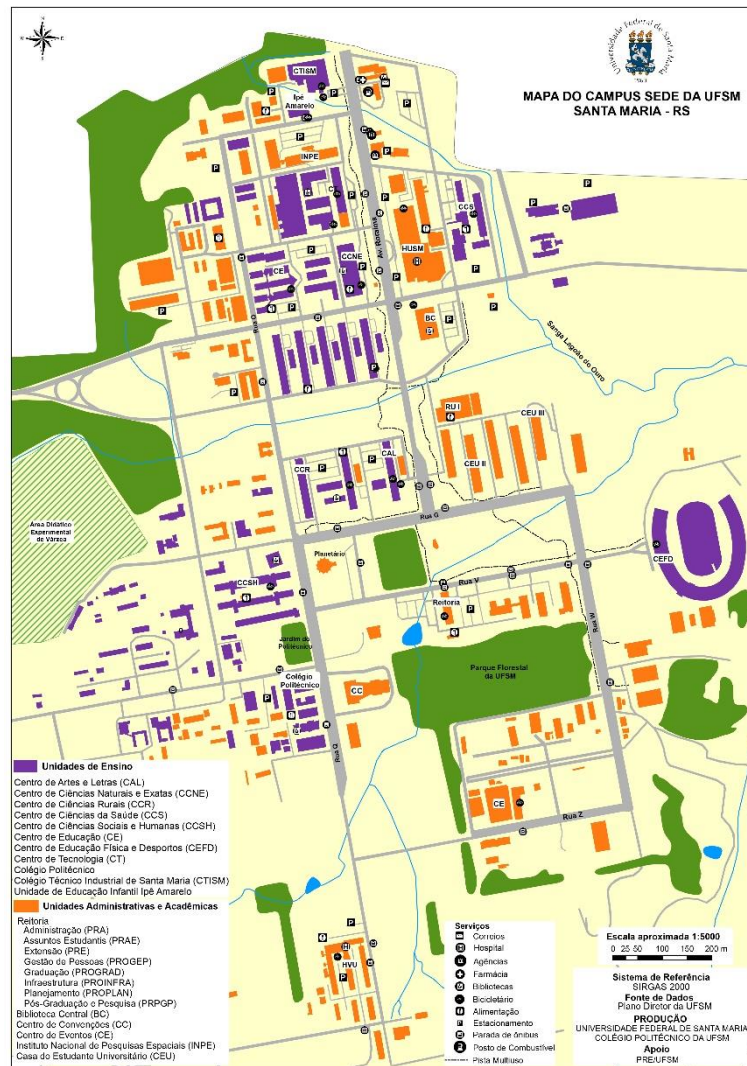 Universidade Federal de Santa Maria
1960
MAPA DO CAMPUS SEDE DA UFSM
SANTA MARIA - RS
CTISM
Ipê
Amarelo
INPE
CT
CCS
Av. Roraima
HUSM
CCNE
CE
BC
Sanga Lagoão do Ouro
RU I
CEU III
CEU II
CCR
CAL
Rua G
Área Didático
Experimental
de Várzea
Planetário
CEFD
CCSH
Rua V
Reitoria
Rua W
Jardim do
Politécnico
Parque Florestal
da UFSM
Colégio
Politécnico
CC
Rua Q
CE
Rua Z
HVU
Unidades de Ensino
Centro de Artes e Letras (CAL)
Centro de Ciências Naturais e Exatas (CCNE)
Centro de Ciências Rurais (CCR)
Centro de Ciências da Saúde (CCS)
Centro de Ciências Sociais e Humanas (CCSH)
Centro de Educação (CE)
Centro de Educação Física e Desportos (CEFD)
Centro de Tecnologia (CT)
Colégio Politécnico
Colégio Técnico Industrial de Santa Maria (CTISM)
Unidade de Educação Infantil Ipê Amarelo
Unidades Administrativas e Acadêmicas
Reitoria
Administração (PRA)
Assuntos Estudantis (PRAE)
Extensão (PRE)
Gestão de Pessoas (PROGEP)
Graduação (PROGRAD)
Infraestrutura (PROINFRA)
Planejamento (PROPLAN)
Pós-Graduação e Pesquisa (PRPGP)
Biblioteca Central (BC)
Centro de Convenções (CC)
Centro de Eventos (CE)
Instituto Nacional de Pesquisas Espaciais (INPE)
Casa do Estudante Universitário (CEU)
Serviços
Correios
Hospital
Agências
Farmácia
Bibliotecas
Bicicletário
Alimentação
Estacionamento
Parada de ônibus
Posto de Combustível
Pista Multiuso
Escala aproximada 1:5000
0 25 50 100 150 200 m
Sistema de Referência
SIRGAS 2000
Fonte de Dados
Plano Diretor da UFSM
PRODUÇÃO
UNIVERSIDADE FEDERAL DE SANTA MARIA
COLÉGIO POLITÉCNICO DA UFSM
Apoio
PRE/UFSM